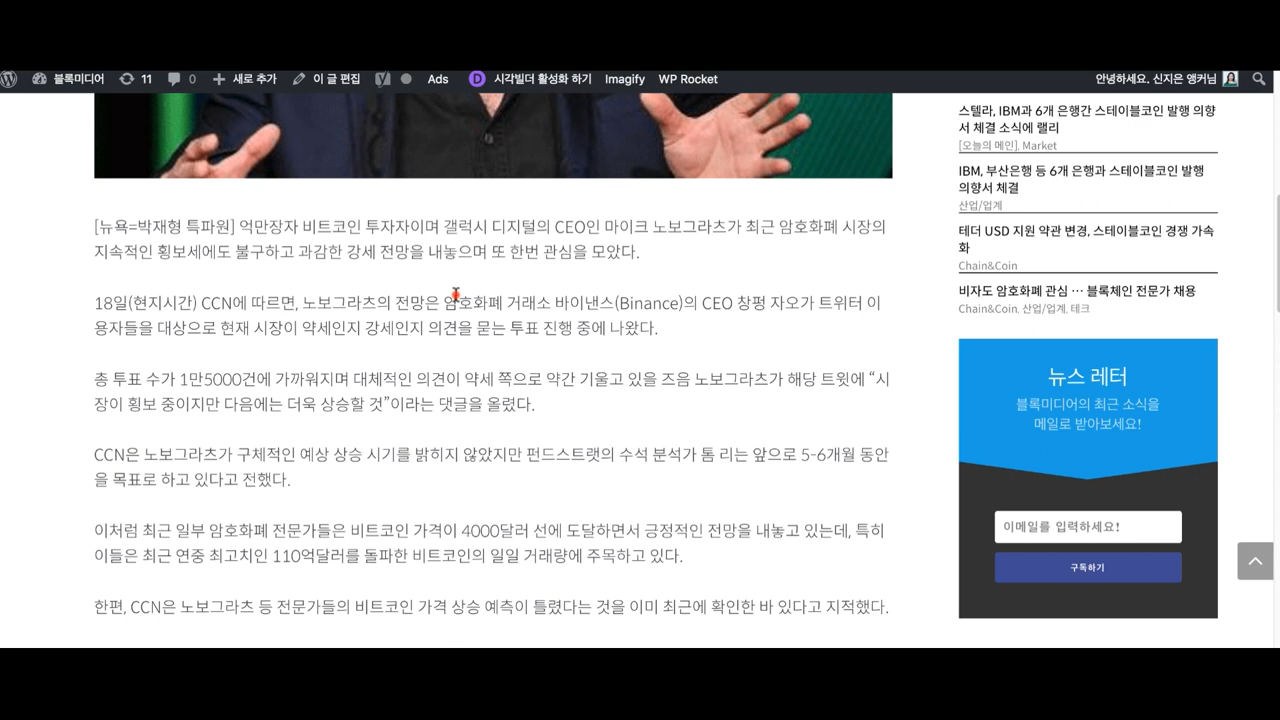 블록미디어 11 0 새로 추가 이 글 편집 Ads D 시각빌더 활성화 하기 Imagify WP Rocket 안녕하세요. 신지은 앵커님
[뉴욕=박재형 특파원] 억만장자 비트코인 투자자이며 갤럭시 디지털의 CEO인 마이크 노보그라츠가 최근 암호화폐 시장의
지속적인 횡보세에도 불구하고 과감한 강세 전망을 내놓으며 또 한번 관심을 모았다.
18일(현지시간) CCN에 따르면, 노보그라츠의 전망은 암호화폐 거래소 바이낸스(Binance)의 CEO 창펑 자오가 트위터 이
용자들을 대상으로 현재 시장이 약세인지 강세인지 의견을 묻는 투표 진행 중에 나왔다.
총 투표 수가 1만5000건에 가까워지며 대체적인 의견이 약세 쪽으로 약간 기울고 있을 즈음 노보그라츠가 해당 트윗에 “시
장이 횡보 중이지만 다음에는 더욱 상승할 것”이라는 댓글을 올렸다.
CCN은 노보그라츠가 구체적인 예상 상승 시기를 밝히지 않았지만 펀드스트랫의 수석 분석가 톰 리는 앞으로 5-6개월 동안
을 목표로 하고 있다고 전했다.
이처럼 최근 일부 암호화폐 전문가들은 비트코인 가격이 4000달러 선에 도달하면서 긍정적인 전망을 내놓고 있는데, 특히
이들은 최근 연중 최고치인 110억달러를 돌파한 비트코인의 일일 거래량에 주목하고 있다.
한편, CCN은 노보그라츠 등 전문가들의 비트코인 가격 상승 예측이 틀렸다는 것을 이미 최근에 확인한 바 있다고 지적했다.
스텔라, IBM과 6개 은행간 스테이블코인 발행 의향
서 체결 소식에 랠리
[오늘의 메인], Market
IBM, 부산은행 등 6개 은행과 스테이블코인 발행
의향서 체결
산업/업계
테더 USD 지원 약관 변경, 스테이블코인 경쟁 가속
화
Chain&Coin
비자도 암호화폐 관심 … 블록체인 전문가 채용
Chain&Coin, 산업/업계, 테크
뉴스 레터
블록미디어의 최근 소식을
메일로 받아보세요!
이메일를 입력하세요!
구독하기